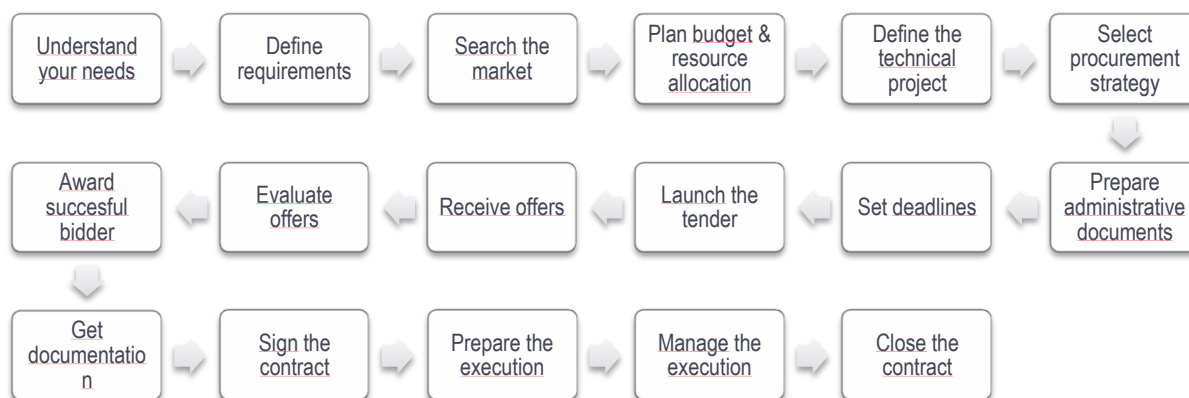 Understand
your needs
Define
requirements
Search the
market
Plan budget &
resource
allocation
Define the
technical
project
Select
procurement
strategy
Prepare
administrative
documents
Set deadlines
Launch the
tender
Receive offers
Evaluate
offers
Award
succesful
bidder
Get
documentatio
n
Sign the
contract
Prepare the
execution
Manage the
execution
Close the
contract